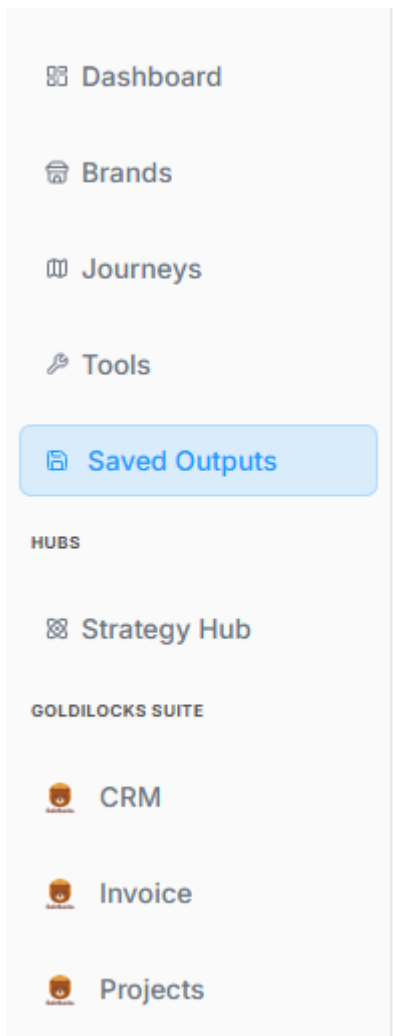 Dashboard
Brands
Journeys
Tools
Saved Outputs
HUBS
Strategy Hub
GOLDILOCKS SUITE
CRM
Invoice
Projects